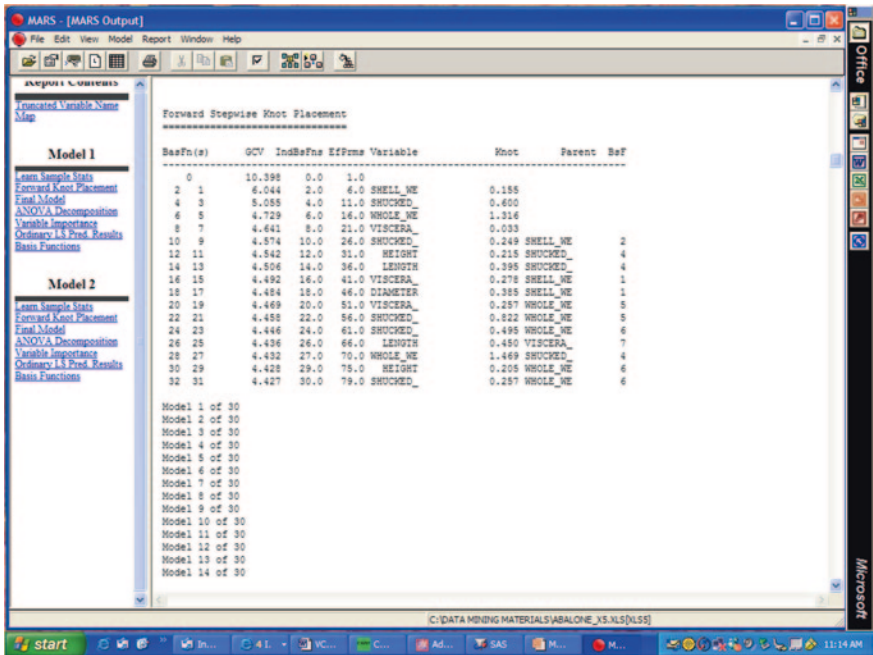 MARS - [MARS Output]
File Edit View Model Report Window Help
Report Contents
Truncated Variable Name
Map
Model 1
Learn Sample Stats
Forward Knot Placement
Final Model
ANOVA Decomposition
Variable Importance
Ordinary LS Pred. Results
Basis Functions
Model 2
Learn Sample Stats
Forward Knot Placement
Final Model
ANOVA Decomposition
Variable Importance
Ordinary LS Pred. Results
Basis Functions
Forward Stepwise Knot Placement
===============================
BasFn(s) GCV IndBsFns EfPrms Variable Knot Parent BsF
0 10.398 0.0 1.0
2 1 6.044 2.0 6.0 SHELL_WE 0.155
4 3 5.055 4.0 11.0 SHUCKED_ 0.600
6 5 4.729 6.0 16.0 WHOLE_WE 1.316
8 7 4.641 8.0 21.0 VISCERA_ 0.033
10 9 4.574 10.0 26.0 SHUCKED_ 0.249 SHELL_WE 2
12 11 4.542 12.0 31.0 HEIGHT 0.215 SHUCKED_ 4
14 13 4.506 14.0 36.0 LENGTH 0.395 SHUCKED_ 4
16 15 4.492 16.0 41.0 VISCERA_ 0.278 SHELL_WE 1
18 17 4.484 18.0 46.0 DIAMETER 0.385 SHELL_WE 1
20 19 4.469 20.0 51.0 VISCERA_ 0.257 WHOLE_WE 5
22 21 4.458 22.0 56.0 SHUCKED_ 0.822 WHOLE_WE 5
24 23 4.446 24.0 61.0 SHUCKED_ 0.495 WHOLE_WE 6
26 25 4.436 26.0 66.0 LENGTH 0.450 VISCERA_ 7
28 27 4.432 27.0 70.0 WHOLE_WE 1.469 SHUCKED_ 4
30 29 4.428 29.0 75.0 HEIGHT 0.205 WHOLE_WE 6
32 31 4.427 30.0 79.0 SHUCKED_ 0.257 WHOLE_WE 6
Model 1 of 30
Model 2 of 30
Model 3 of 30
Model 4 of 30
Model 5 of 30
Model 6 of 30
Model 7 of 30
Model 8 of 30
Model 9 of 30
Model 10 of 30
Model 11 of 30
Model 12 of 30
Model 13 of 30
Model 14 of 30
C:\DATA MINING MATERIALS\ABALONE_X5.XLS[XLS5]
start In... 4 I. VC... C... Ad... SAS M... M... 11:14 AM
Office
Microsoft